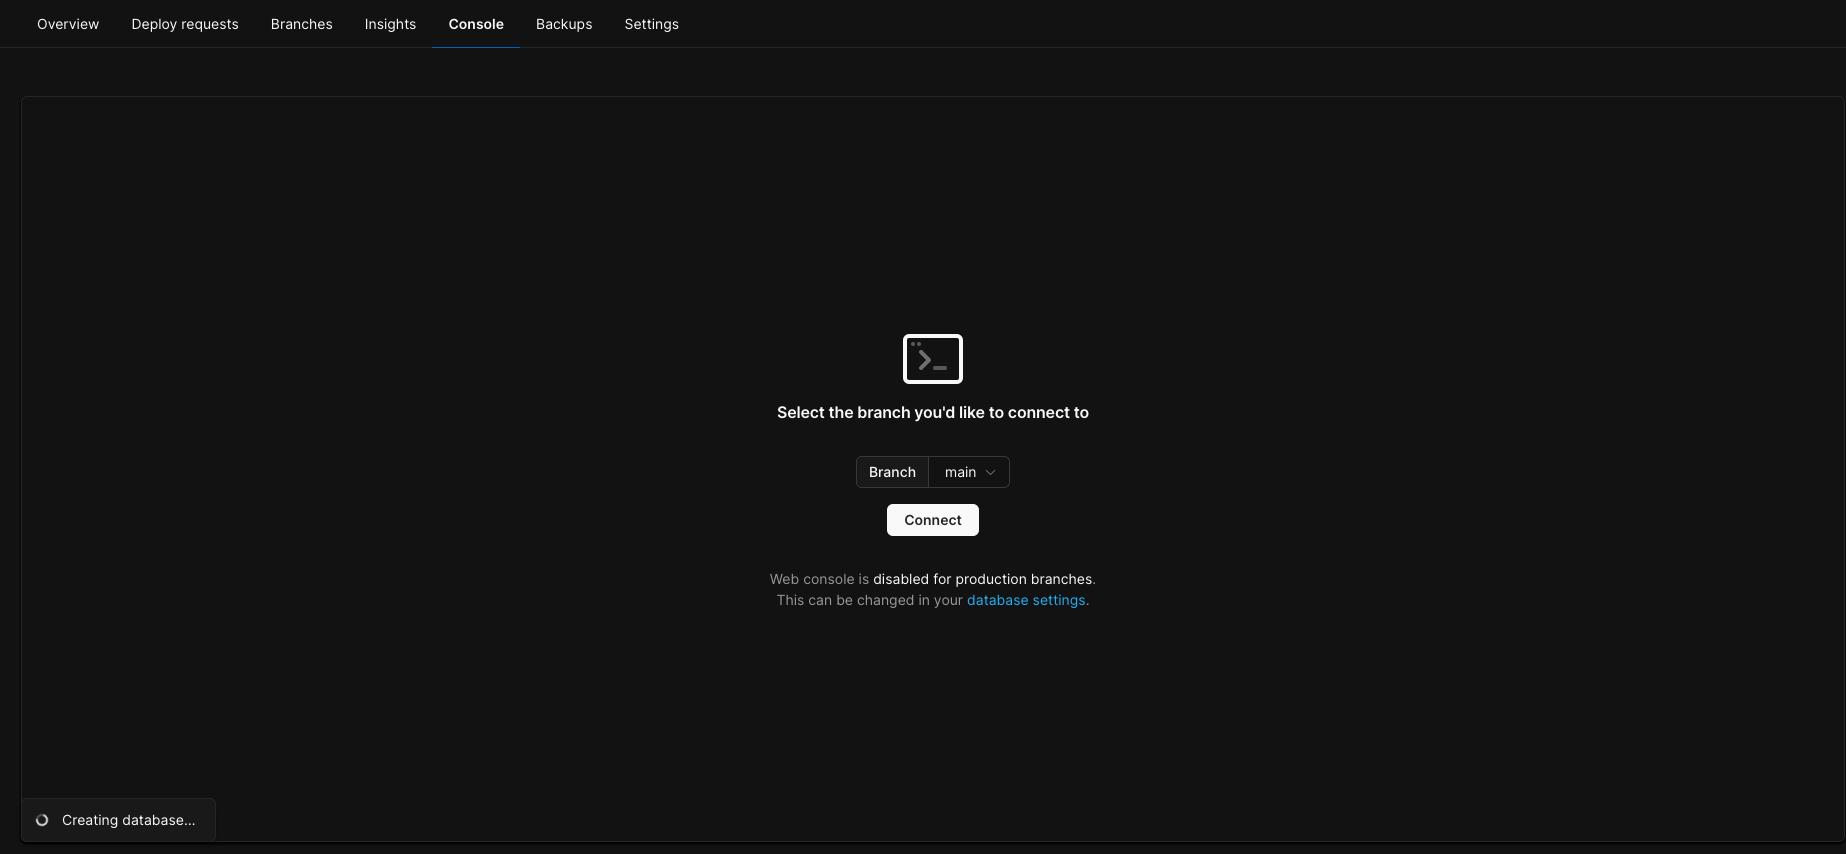 Overview Deploy requests Branches Insights Console Backups Settings
Select the branch you'd like to connect to
Branch main
Connect
Web console is disabled for production branches.
This can be changed in your database settings.
Creating database...